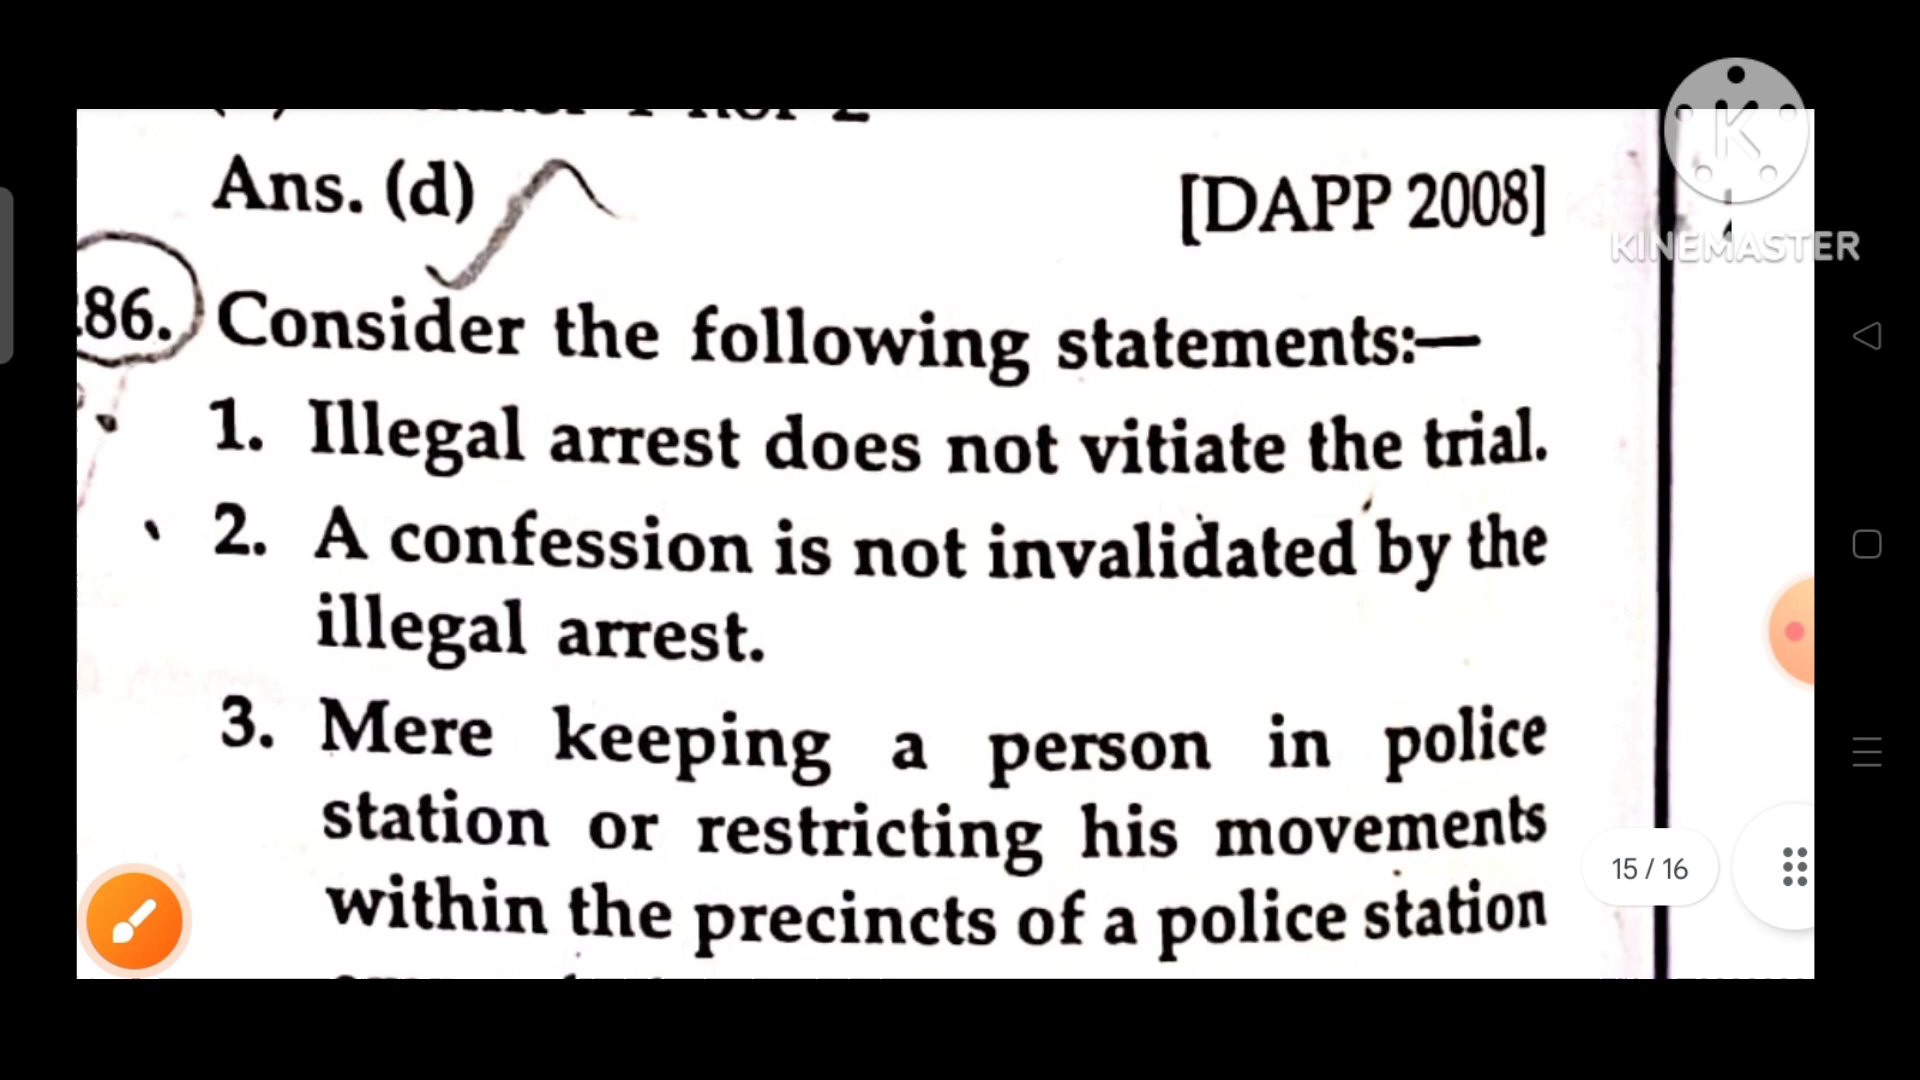 Ans. (d) [DAPP 2008]
86. Consider the following statements:—
1. Illegal arrest does not vitiate the trial.
2. A confession is not invalidated by the
illegal arrest.
3. Mere keeping a person in police
station or restricting his movements
within the precincts of a police station
K
KINEMASTER
15 / 16